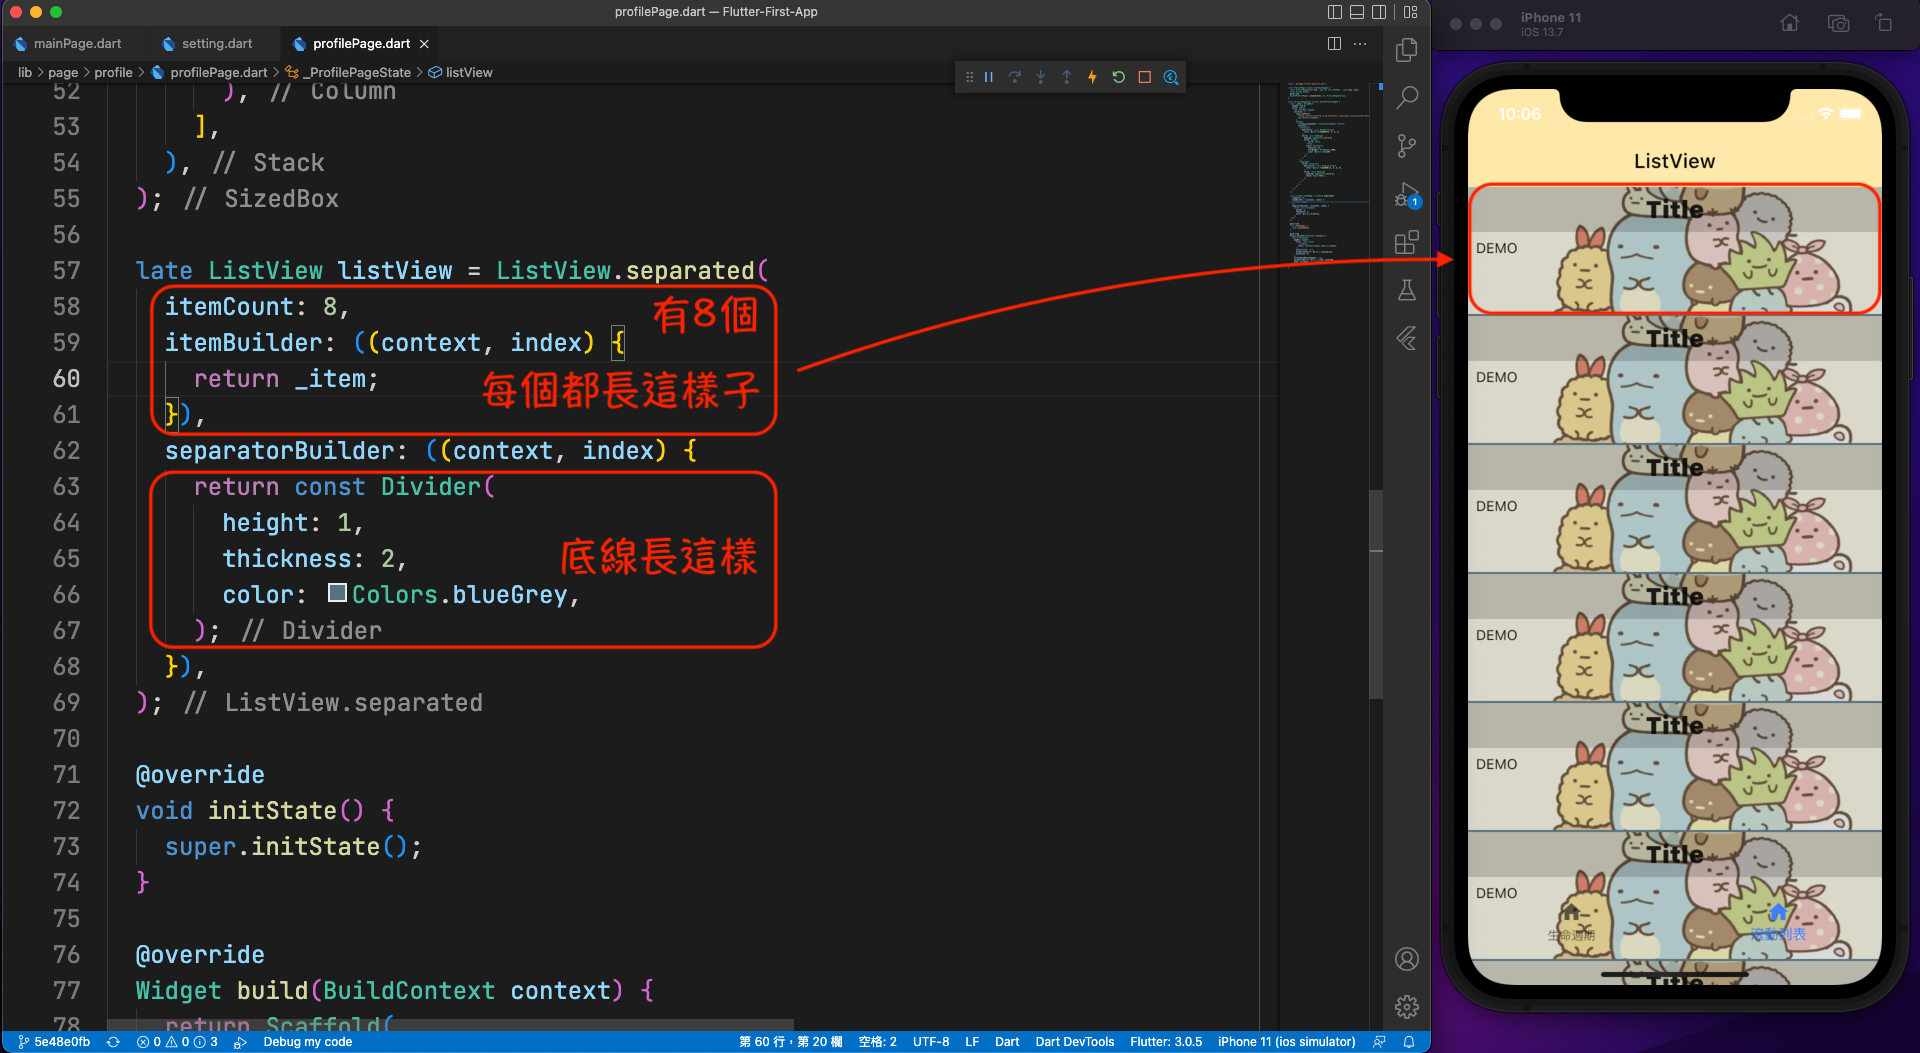 profilePage.dart — Flutter-First-App
mainPage.dart
setting.dart
profilePage.dart
lib > page > profile > profilePage.dart > _ProfilePageState > listView
52 ), // Column
53 ],
54 ), // Stack
55 ); // SizedBox
56
57 late ListView listView = ListView.separated(
58 itemCount: 8,
有8個
59 itemBuilder: ((context, index) {
60 return _item;
每個都長這樣子
61 }),
62 separatorBuilder: ((context, index) {
63 return const Divider(
64 height: 1,
65 thickness: 2,
底線長這樣
66 color: Colors.blueGrey,
67 ); // Divider
68 }),
69 ); // ListView.separated
70
71 @override
72 void initState() {
73 super.initState();
74 }
75
76 @override
77 Widget build(BuildContext context) {
78 return Scaffold(
1
5e48e0fb
0
0
3
Debug my code
第 60 行，第 20 欄
空格: 2
UTF-8
LF
Dart
Dart DevTools
Flutter: 3.0.5
iPhone 11 (ios simulator)
iPhone 11
iOS 13.7
10:06
ListView
Title
DEMO
Title
DEMO
Title
DEMO
Title
DEMO
Title
DEMO
Title
DEMO
生命週期
滾動列表
Title